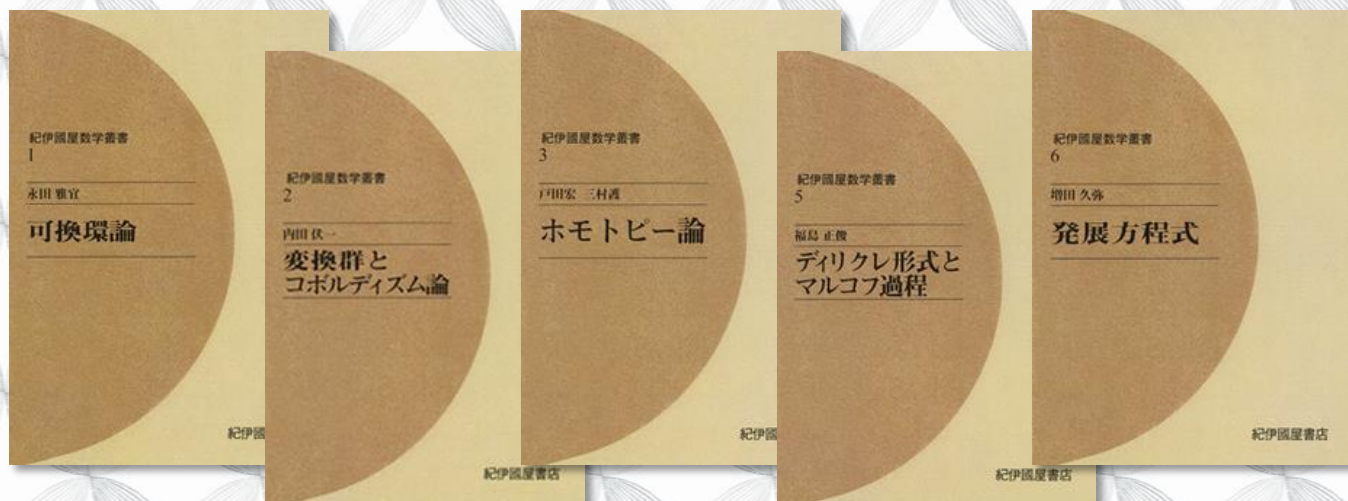 紀伊國屋数学叢書
1
永田 雅宜
可換環論
紀伊國
紀伊國屋数学叢書
2
内田 伏一
変換群と
コボルディズム論
紀伊國屋書店
紀伊國屋数学叢書
3
戸田宏 三村護
ホモトピー論
紀伊國
紀伊國屋数学叢書
5
福島 正俊
ディリクレ形式と
マルコフ過程
紀伊國屋書店
紀伊國屋数学叢書
6
増田 久弥
発展方程式
紀伊國屋書店